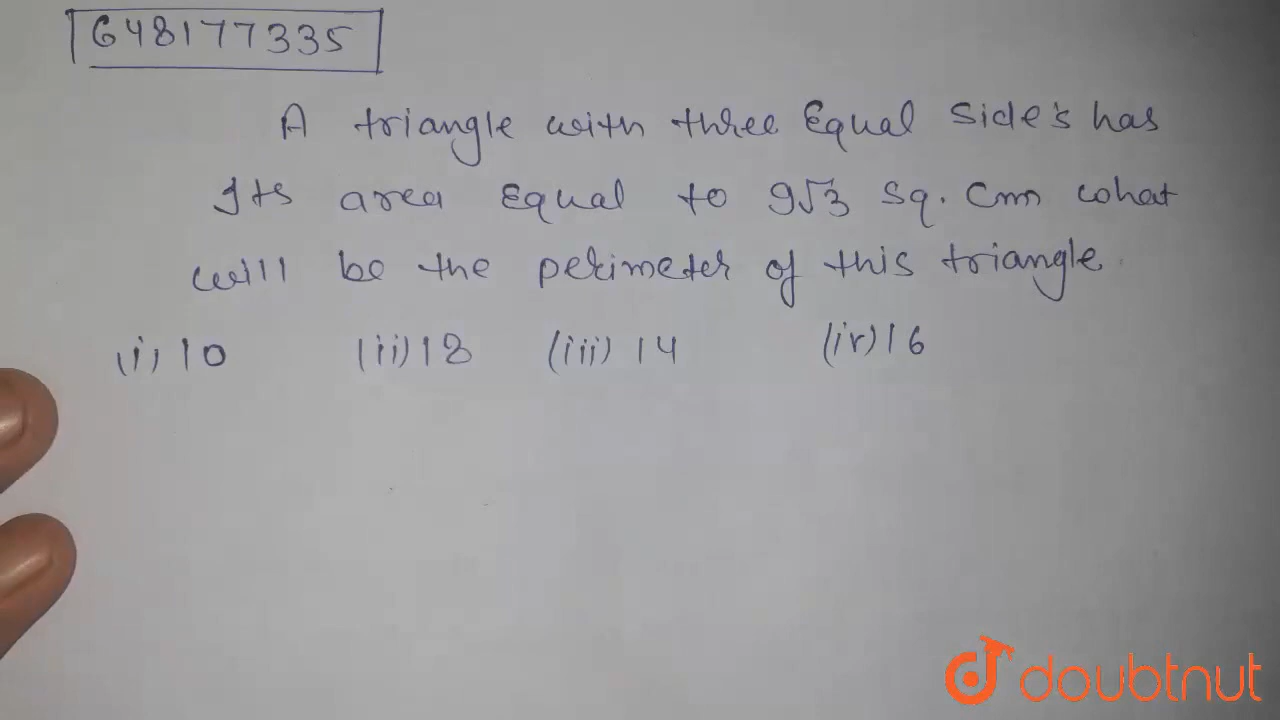 648177335
A triangle with three Equal Side's has
Its area Equal to 9√3 Sq. Cm what
will be the perimeter of this triangle.
(i) 10 (ii) 18 (iii) 14 (iv) 16
doubtnut